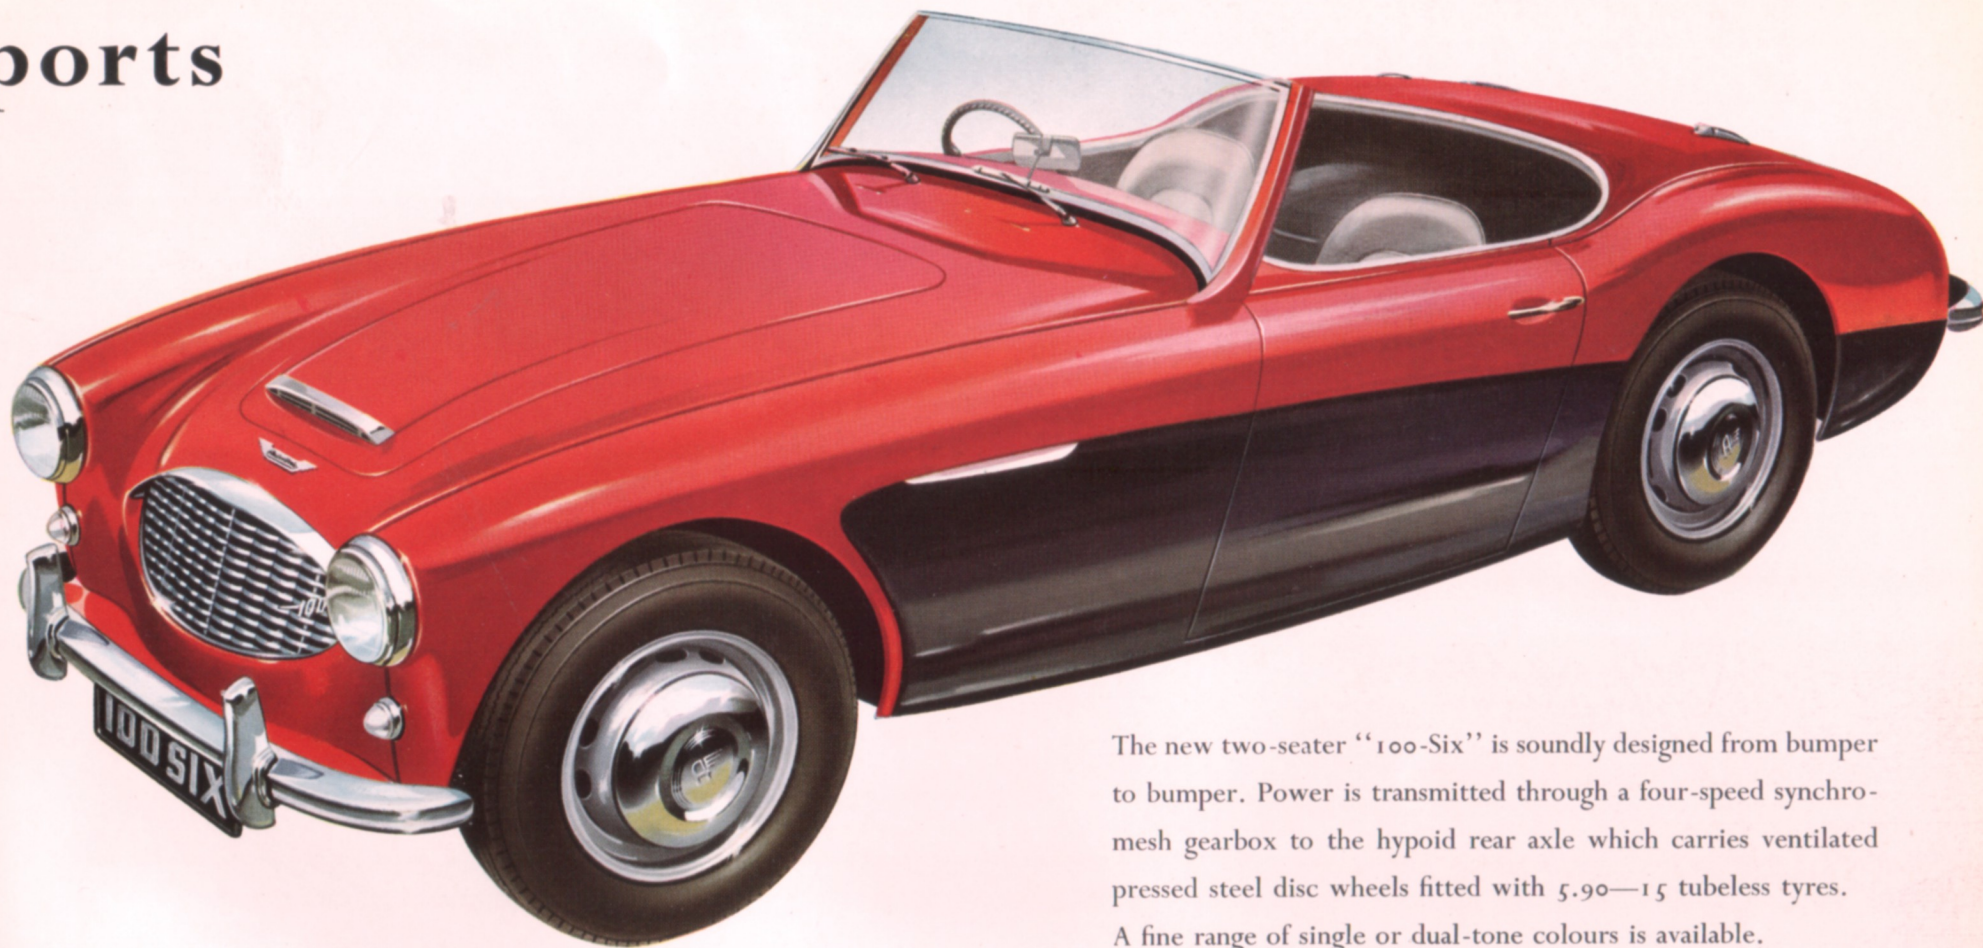 ports
100 SIX
The new two-seater “100-Six” is soundly designed from bumper
to bumper. Power is transmitted through a four-speed synchro-
mesh gearbox to the hypoid rear axle which carries ventilated
pressed steel disc wheels fitted with 5.90—15 tubeless tyres.
A fine range of single or dual-tone colours is available.